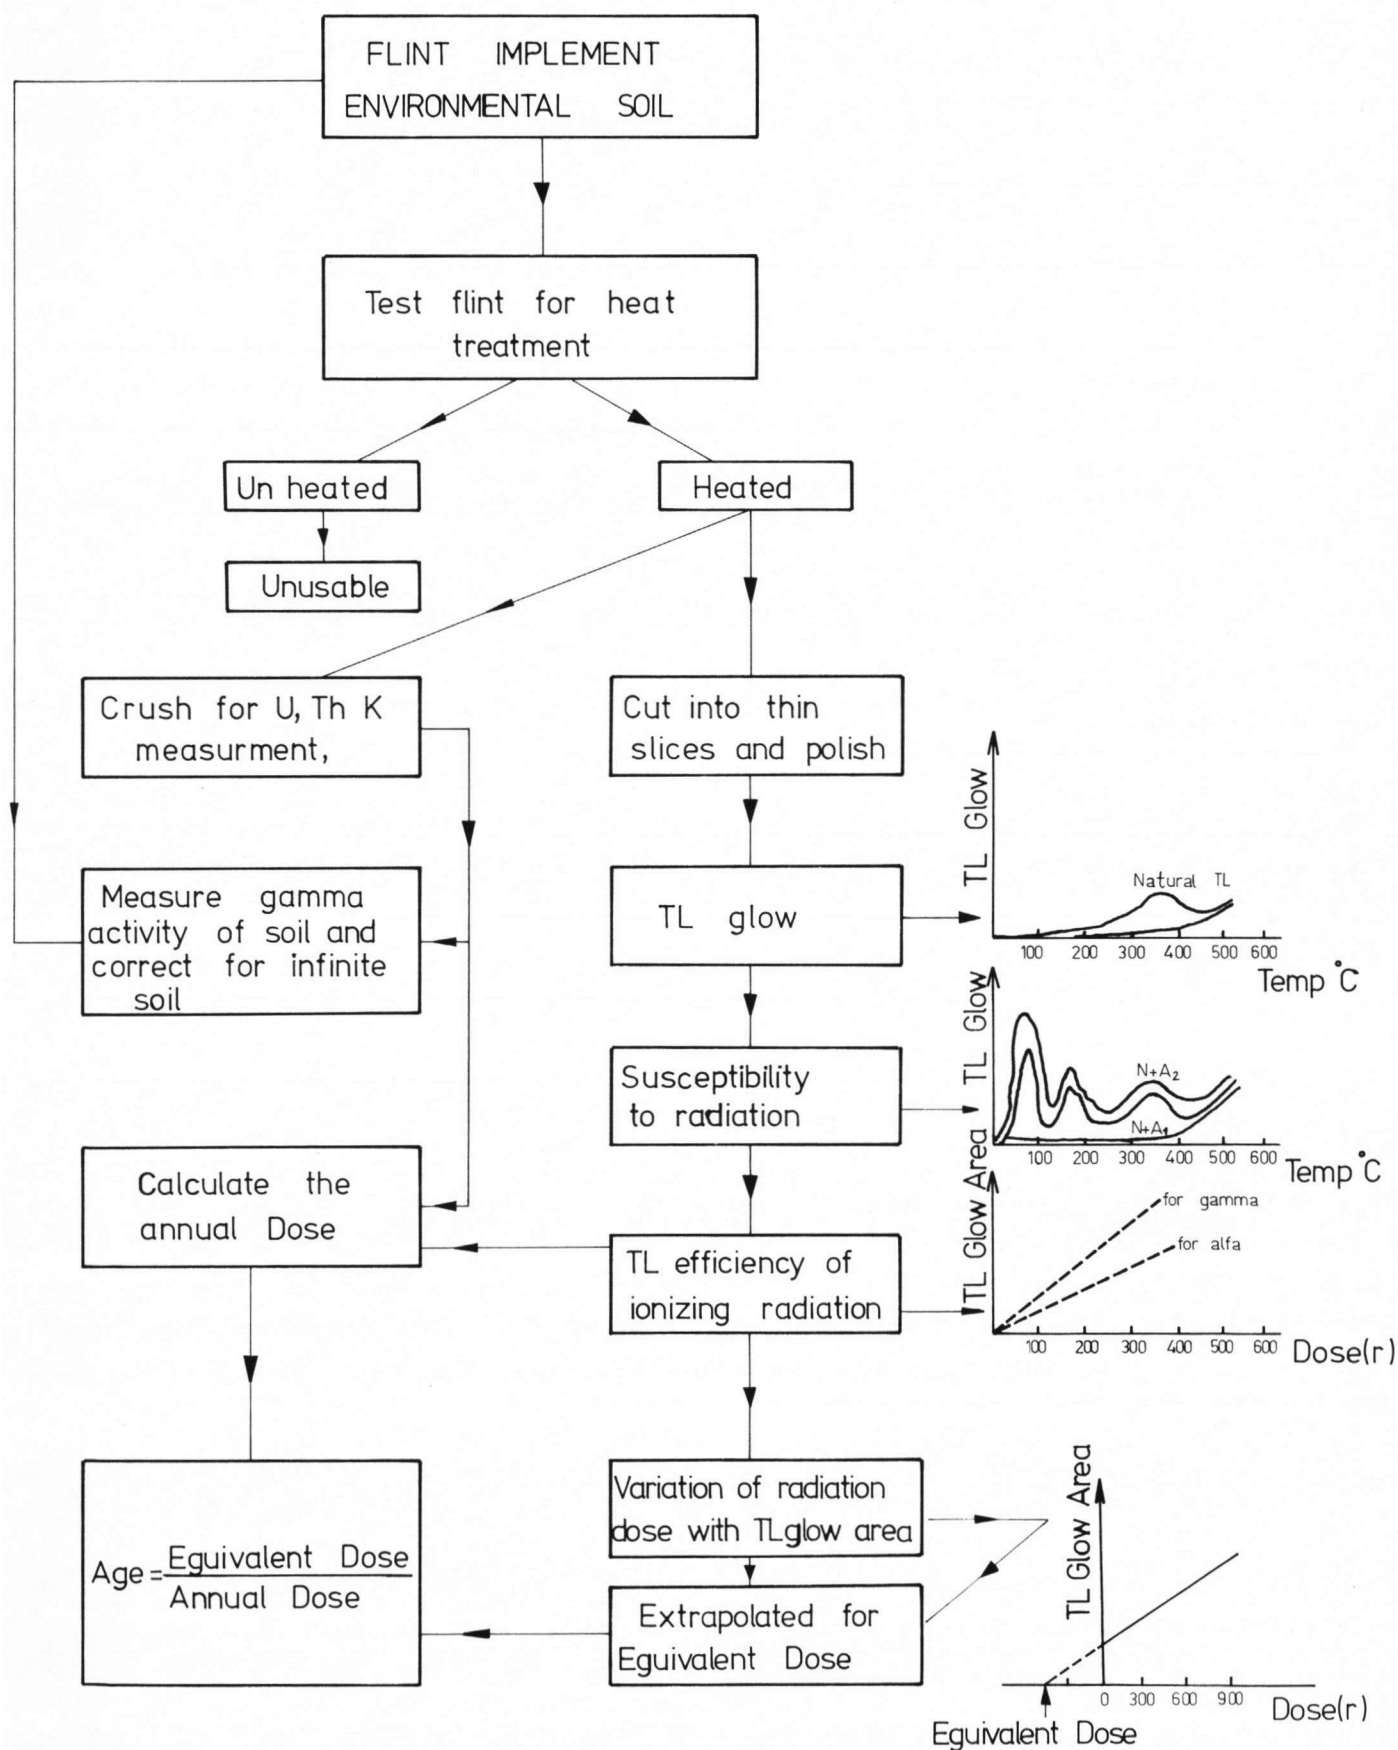 FLINT IMPLEMENT
ENVIRONMENTAL SOIL
Test flint for heat
treatment
Un heated
Heated
Unusable
Crush for U, Th K
measurment,
Cut into thin
slices and polish
Measure gamma
activity of soil and
correct for infinite
soil
TL glow
TL Glow
Natural TL
100 200 300 400 500 600
Temp °C
Susceptibility
to radiation
TL Glow
N+A2
N+A1
100 200 300 400 500 600
Temp °C
Calculate the
annual Dose
TL efficiency of
ionizing radiation
TL Glow Area
for gamma
for alfa
100 200 300 400 500 600
Dose(r)
Age = Eguivalent Dose
Annual Dose
Variation of radiation
dose with TL glow area
Extrapolated for
Eguivalent Dose
TL Glow Area
0 300 600 900
Dose(r)
Eguivalent Dose